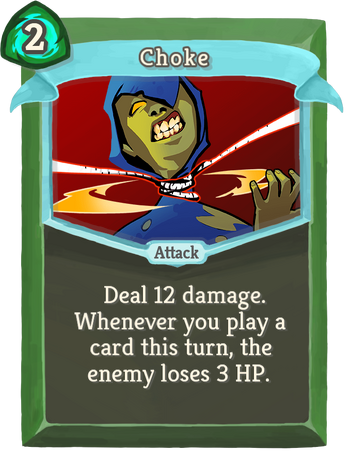 2
Choke
Attack
Deal 12 damage.
Whenever you play a
card this turn, the
enemy loses 3 HP.